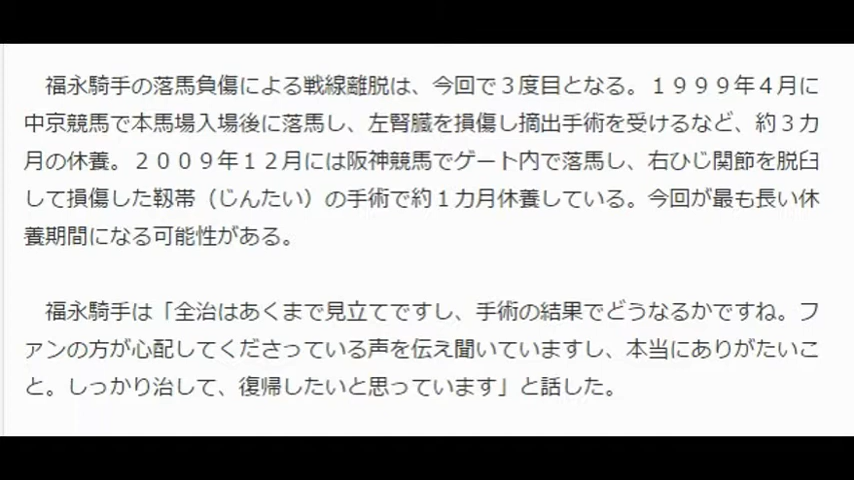 福永騎手の落馬負傷による戦線離脱は、今回で３度目となる。１９９９年４月に
中京競馬で本馬場入場後に落馬し、左腎臓を損傷し摘出手術を受けるなど、約３カ
月の休養。２００９年１２月には阪神競馬でゲート内で落馬し、右ひじ関節を脱臼
して損傷した靱帯（じんたい）の手術で約１カ月休養している。今回が最も長い休
養期間になる可能性がある。
福永騎手は「全治はあくまで見立てですし、手術の結果でどうなるかですね。フ
ァンの方が心配してくださっている声を伝え聞いていますし、本当にありがたいこ
と。しっかり治して、復帰したいと思っています」と話した。